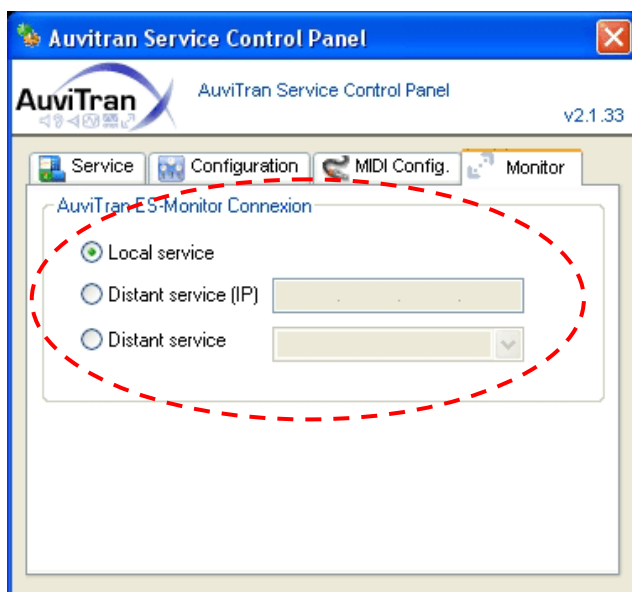 Auvitran Service Control Panel
AuviTran
AuviTran Service Control Panel
v2.1.33
Service Configuration MIDI Config. Monitor
AuviTran ES-Monitor Connexion
Local service
Distant service (IP) . . .
Distant service